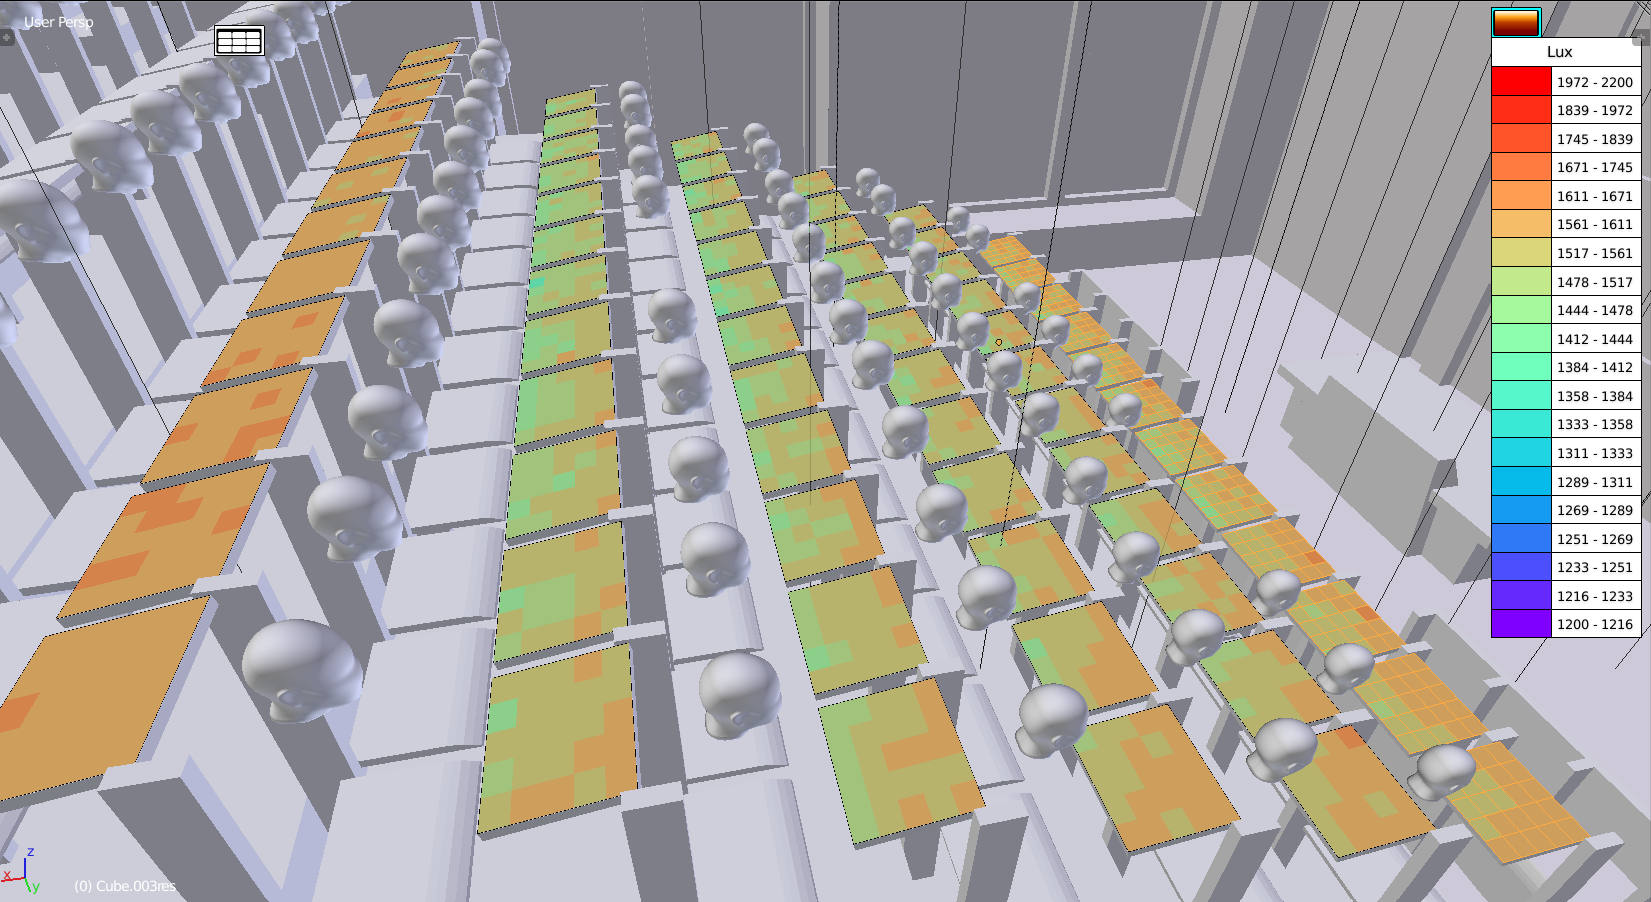 User Persp
Lux
1972 - 2200
1839 - 1972
1745 - 1839
1671 - 1745
1611 - 1671
1561 - 1611
1517 - 1561
1478 - 1517
1444 - 1478
1412 - 1444
1384 - 1412
1358 - 1384
1333 - 1358
1311 - 1333
1289 - 1311
1269 - 1289
1251 - 1269
1233 - 1251
1216 - 1233
1200 - 1216
z
x
y
(0) Cube.003res